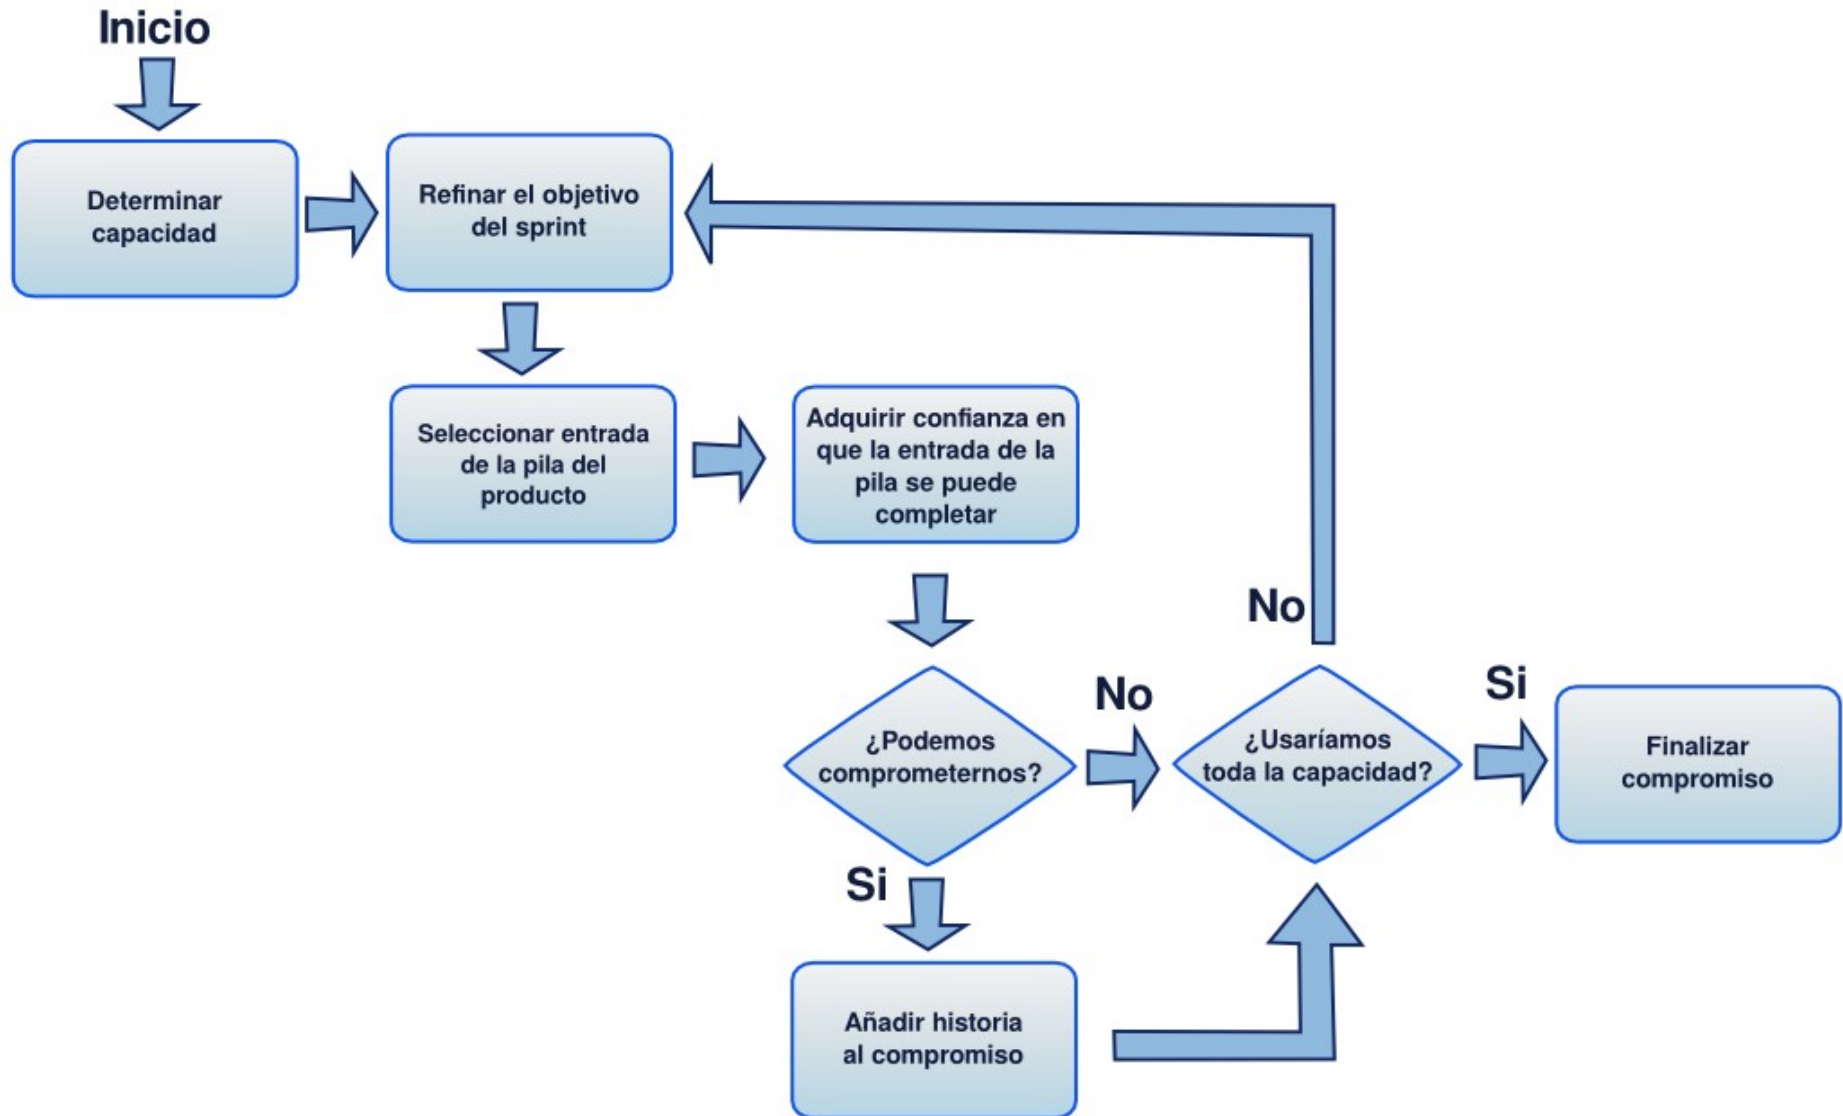 Inicio
Determinar
capacidad
Refinar el objetivo
del sprint
Seleccionar entrada
de la pila del
producto
Adquirir confianza en
que la entrada de la
pila se puede
completar
¿Podemos
comprometernos?
No
Si
Añadir historia
al compromiso
¿Usaríamos
toda la capacidad?
No
Si
Finalizar
compromiso